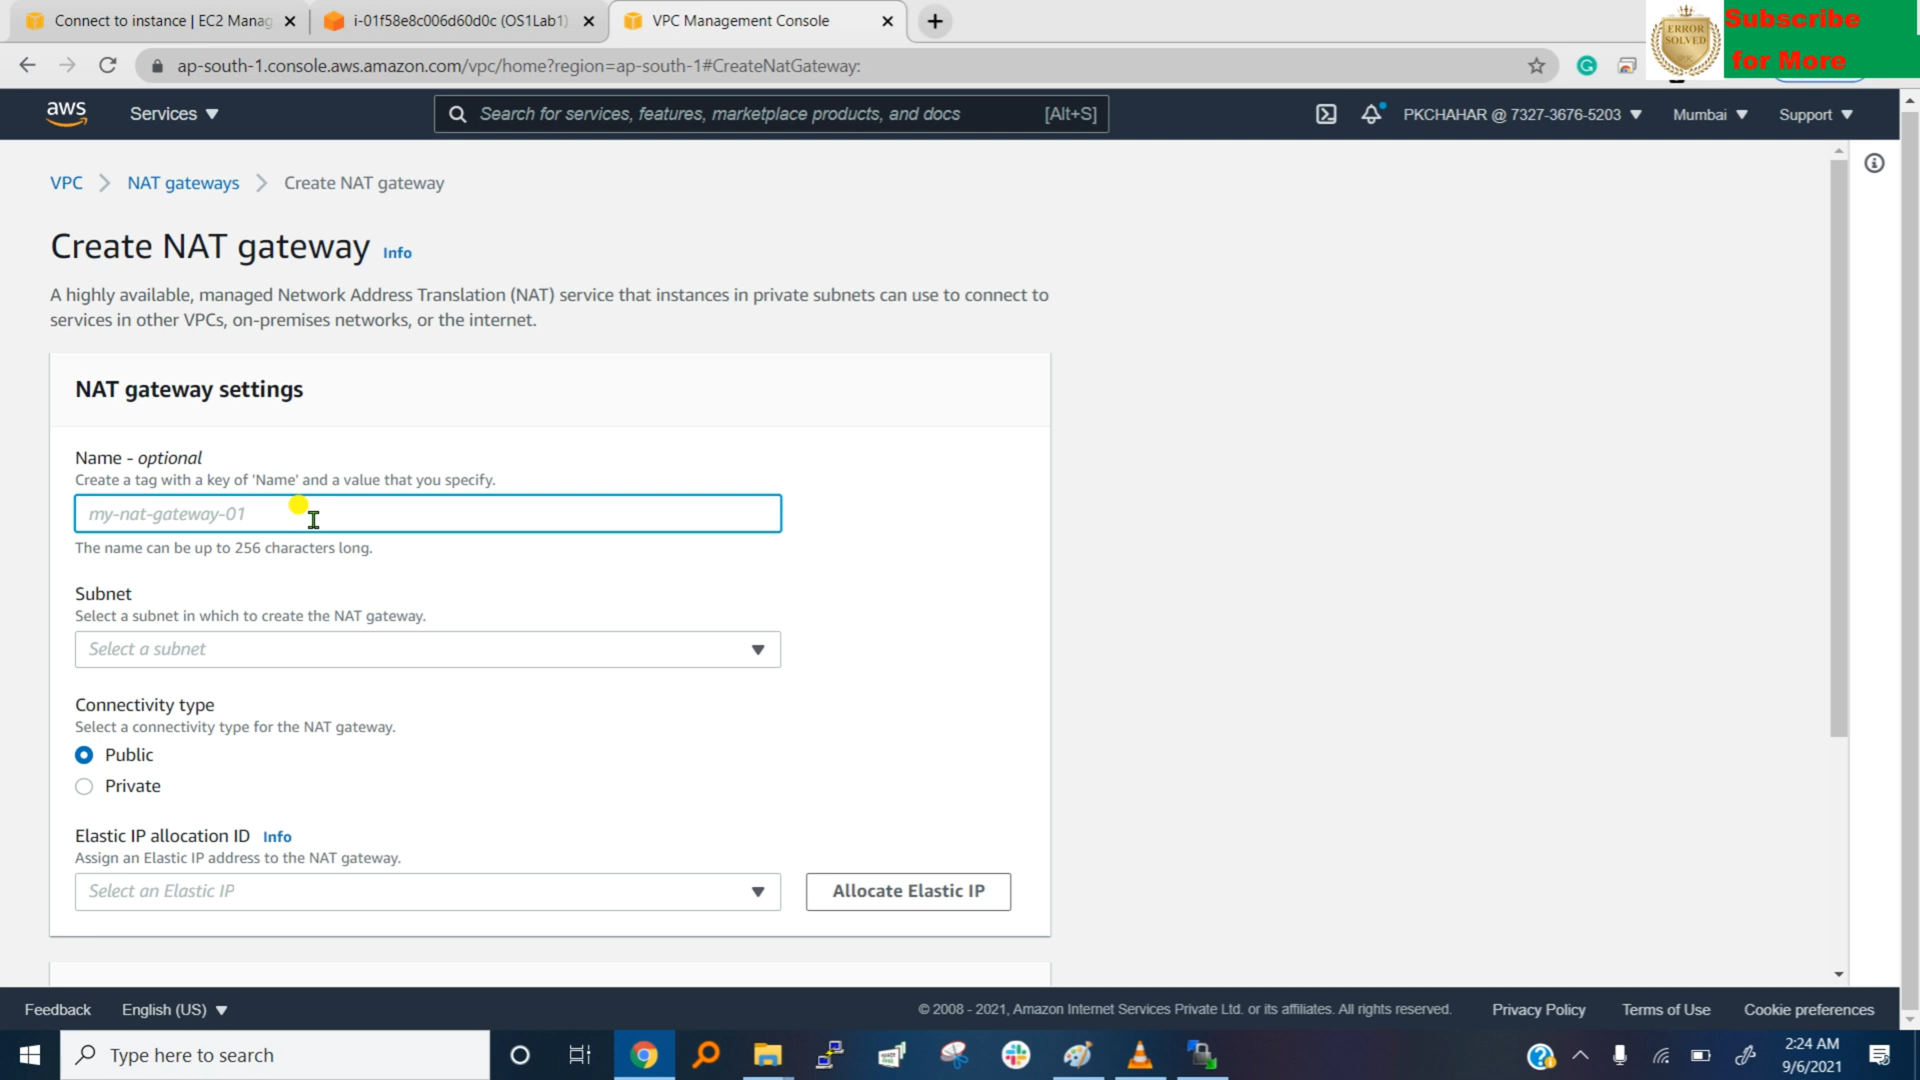 Connect to instance | EC2 Manag
i-01f58e8c006d60d0c (OS1Lab1)
VPC Management Console
ERROR
SOLVED
Subscribe
for More
ap-south-1.console.aws.amazon.com/vpc/home?region=ap-south-1#CreateNatGateway:
aws
Services
Search for services, features, marketplace products, and docs
[Alt+S]
PKCHAHAR @ 7327-3676-5203
Mumbai
Support
VPC
NAT gateways
Create NAT gateway
Create NAT gateway
Info
A highly available, managed Network Address Translation (NAT) service that instances in private subnets can use to connect to
services in other VPCs, on-premises networks, or the internet.
NAT gateway settings
Name - optional
Create a tag with a key of 'Name' and a value that you specify.
my-nat-gateway-01
The name can be up to 256 characters long.
Subnet
Select a subnet in which to create the NAT gateway.
Select a subnet
Connectivity type
Select a connectivity type for the NAT gateway.
Public
Private
Elastic IP allocation ID
Info
Assign an Elastic IP address to the NAT gateway.
Select an Elastic IP
Allocate Elastic IP
Feedback
English (US)
© 2008 - 2021, Amazon Internet Services Private Ltd. or its affiliates. All rights reserved.
Privacy Policy
Terms of Use
Cookie preferences
Type here to search
2:24 AM
9/6/2021